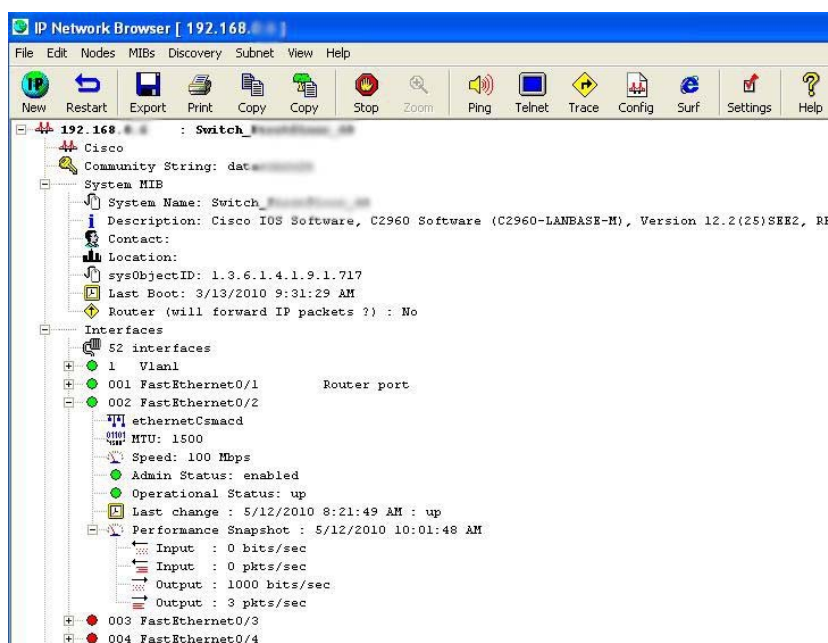 IP Network Browser [ 192.168. ]
File Edit Nodes MIBs Discovery Subnet View Help
New Restart Export Print Copy Copy Stop Zoom Ping Telnet Trace Config Surf Settings Help
192.168. : Switch_
Cisco
Community String: data
System MIB
System Name: Switch_
Description: Cisco IOS Software, C2960 Software (C2960-LANBASE-M), Version 12.2(25)SEE2, RE
Contact:
Location:
sysObjectID: 1.3.6.1.4.1.9.1.717
Last Boot: 3/13/2010 9:31:29 AM
Router (will forward IP packets ?) : No
Interfaces
52 interfaces
1 Vlan1
001 FastEthernet0/1 Router port
002 FastEthernet0/2
ethernetCsmacd
MTU: 1500
Speed: 100 Mbps
Admin Status: enabled
Operational Status: up
Last change : 5/12/2010 8:21:49 AM : up
Performance Snapshot : 5/12/2010 10:01:48 AM
Input : 0 bits/sec
Input : 0 pkts/sec
Output : 1000 bits/sec
Output : 3 pkts/sec
003 FastEthernet0/3
004 FastEthernet0/4